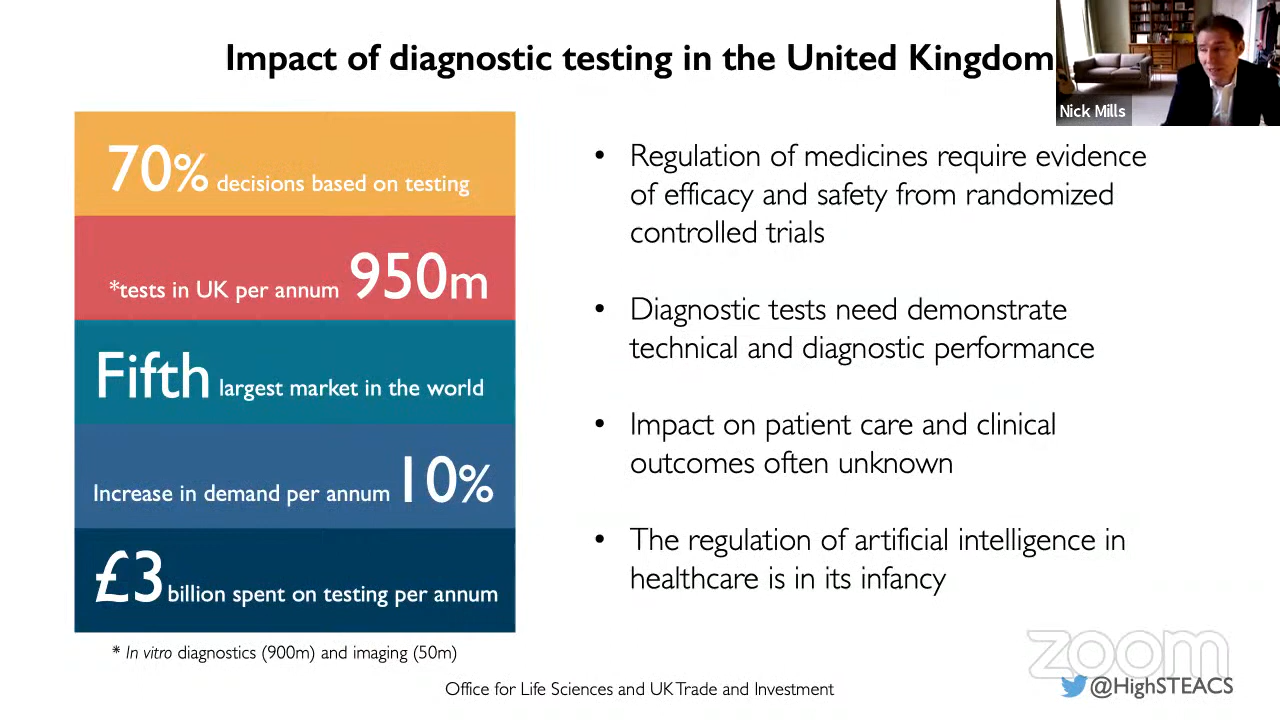 Impact of diagnostic testing in the United Kingdom
Nick Mills
70% decisions based on testing
*tests in UK per annum 950m
Fifth largest market in the world
Increase in demand per annum 10%
£3 billion spent on testing per annum
* In vitro diagnostics (900m) and imaging (50m)
• Regulation of medicines require evidence
of efficacy and safety from randomized
controlled trials
• Diagnostic tests need demonstrate
technical and diagnostic performance
• Impact on patient care and clinical
outcomes often unknown
• The regulation of artificial intelligence in
healthcare is in its infancy
zoom
@HighSTEACS
Office for Life Sciences and UK Trade and Investment